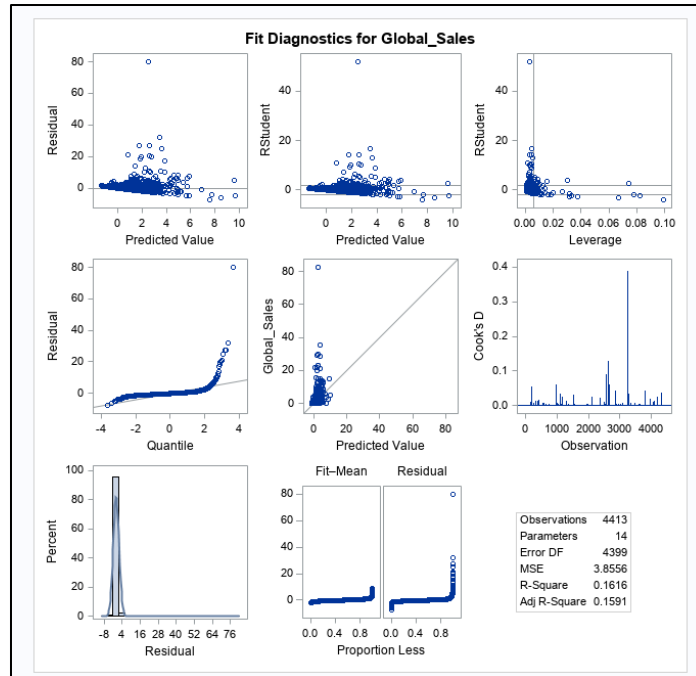 Fit Diagnostics for Global_Sales
80
60
40
20
0
Residual
0 2 4 6 8 10
Predicted Value
40
20
0
RStudent
0 2 4 6 8 10
Predicted Value
40
20
0
RStudent
0.00 0.02 0.04 0.06 0.08 0.10
Leverage
80
60
40
20
0
Residual
-4 -2 0 2 4
Quantile
80
60
40
20
0
Global_Sales
0 20 40 60 80
Predicted Value
0.4
0.3
0.2
0.1
0.0
Cook's D
0 1000 2000 3000 4000
Observation
100
80
60
40
20
0
Percent
-8 4 16 28 40 52 64 76
Residual
Fit–Mean Residual
80
60
40
20
0
0.0 0.4 0.8 0.0 0.4 0.8
Proportion Less
Observations 4413
Parameters 14
Error DF 4399
MSE 3.8556
R-Square 0.1616
Adj R-Square 0.1591